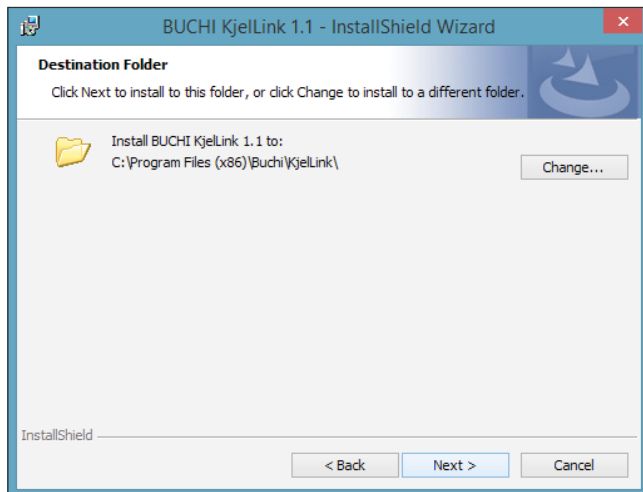 BUCHI KjelLink 1.1 - InstallShield Wizard
Destination Folder
Click Next to install to this folder, or click Change to install to a different folder.
Install BUCHI KjelLink 1.1 to:
C:\Program Files (x86)\Buchi\KjelLink\
Change...
InstallShield
< Back
Next >
Cancel